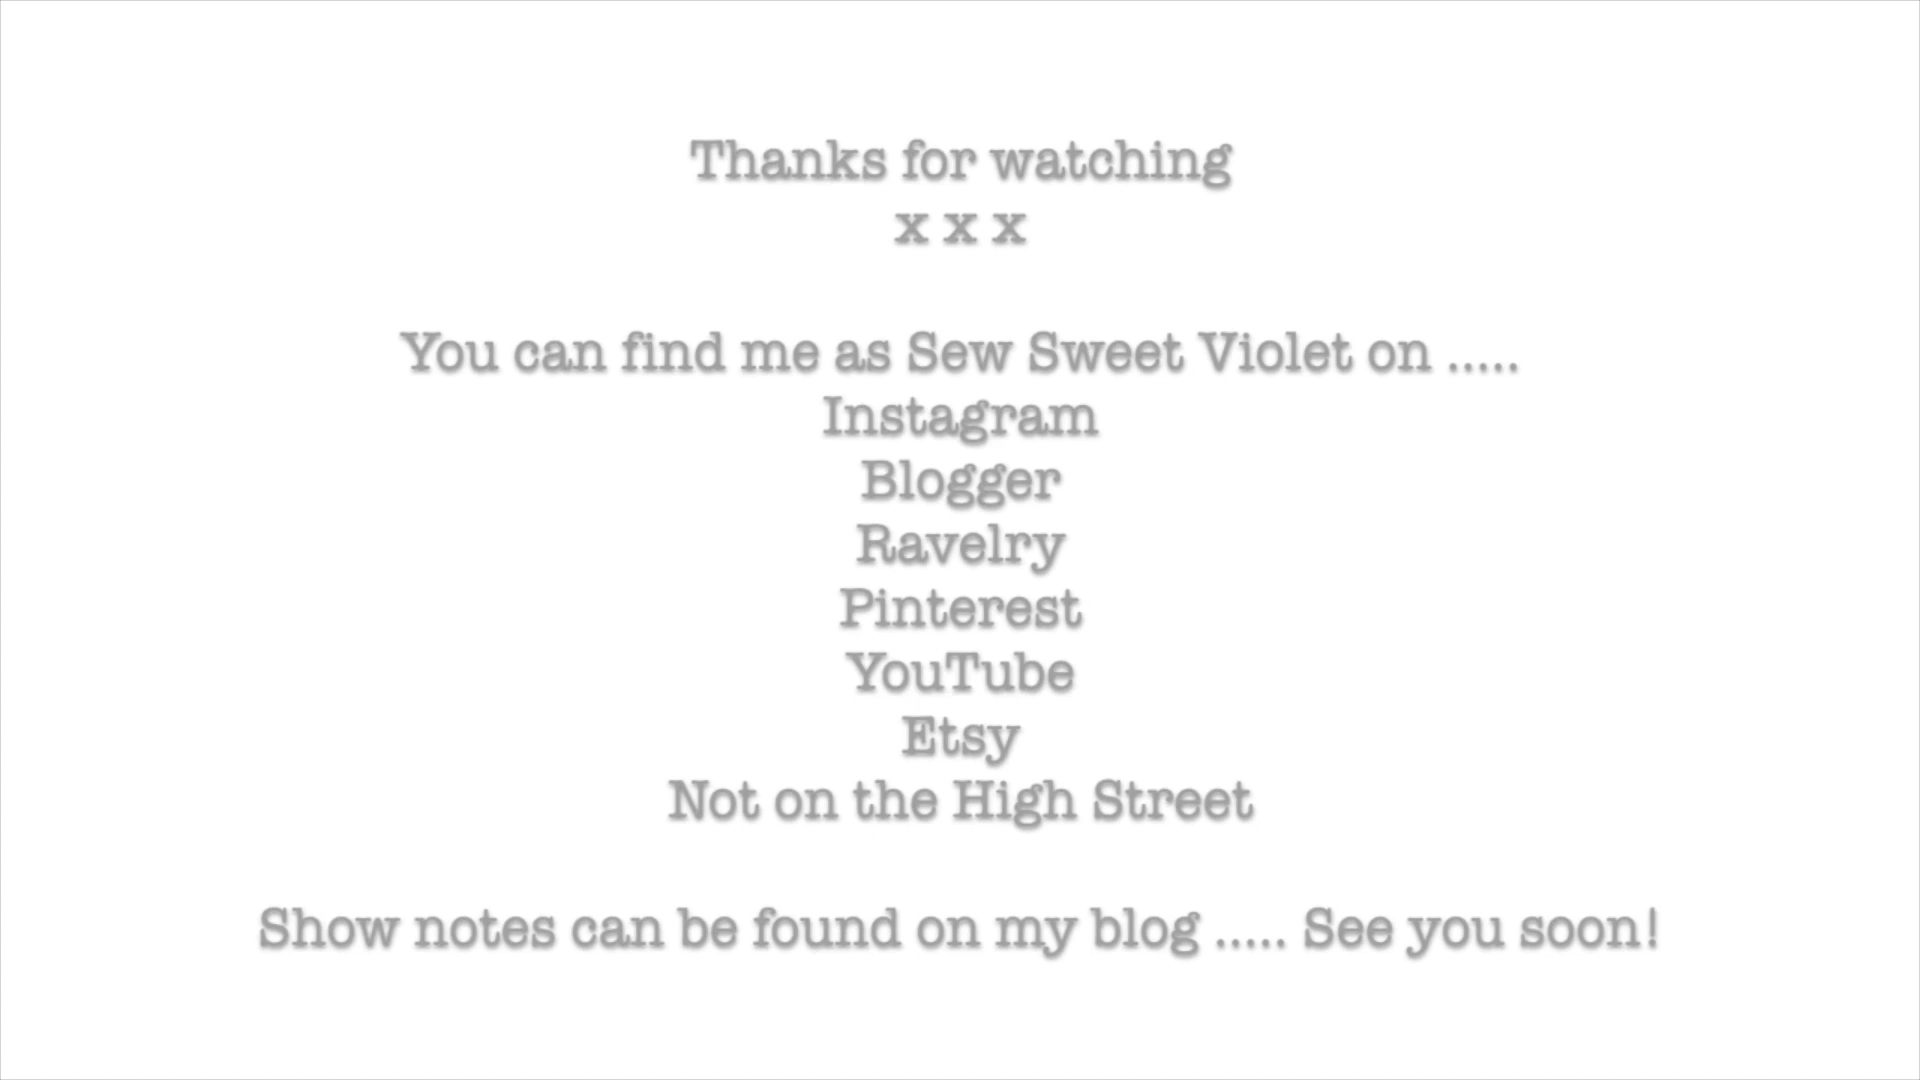 Thanks for watching
x x x
You can find me as Sew Sweet Violet on .....
Instagram
Blogger
Ravelry
Pinterest
YouTube
Etsy
Not on the High Street
Show notes can be found on my blog ..... See you soon!